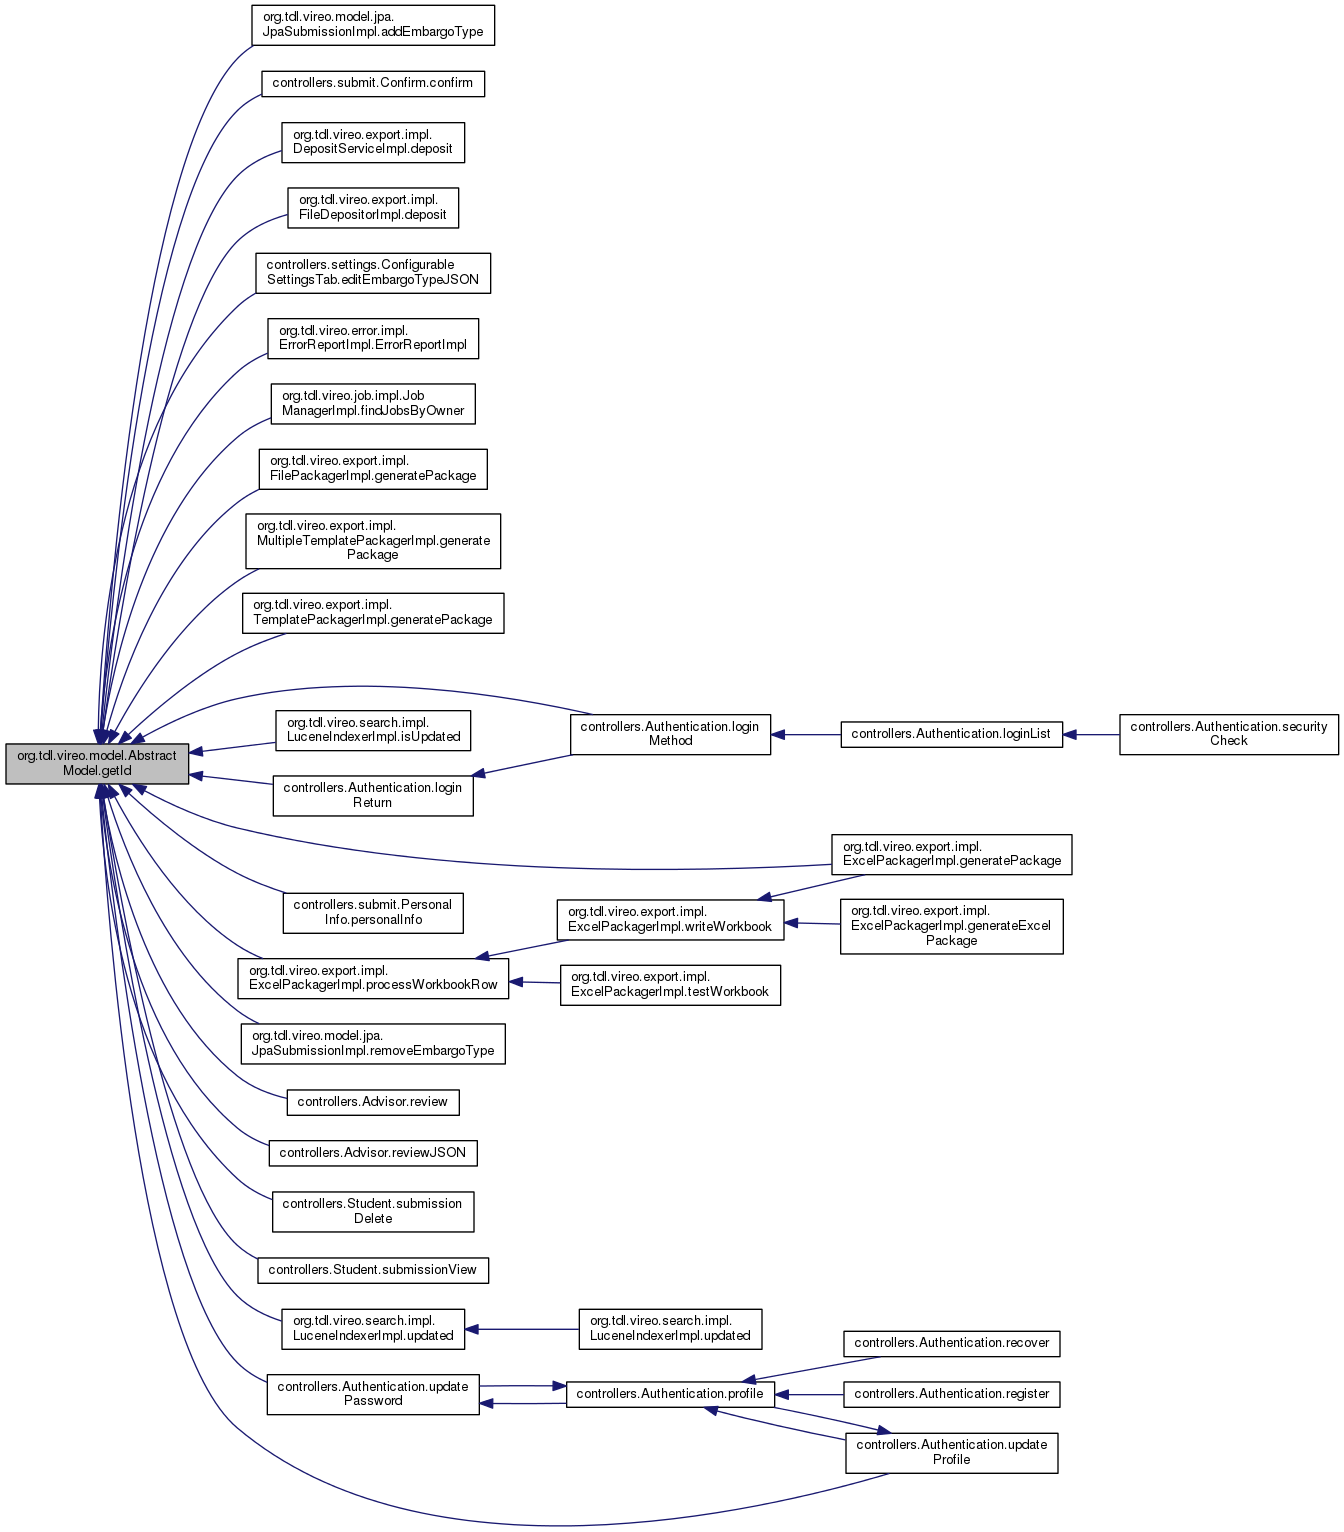 org.tdl.vireo.model.jpa.
JpaSubmissionImpl.addEmbargoType
controllers.submit.Confirm.confirm
org.tdl.vireo.export.impl.
DepositServiceImpl.deposit
org.tdl.vireo.export.impl.
FileDepositorImpl.deposit
controllers.settings.Configurable
SettingsTab.editEmbargoTypeJSON
org.tdl.vireo.error.impl.
ErrorReportImpl.ErrorReportImpl
org.tdl.vireo.job.impl.Job
ManagerImpl.findJobsByOwner
org.tdl.vireo.export.impl.
FilePackagerImpl.generatePackage
org.tdl.vireo.export.impl.
MultipleTemplatePackagerImpl.generate
Package
org.tdl.vireo.export.impl.
TemplatePackagerImpl.generatePackage
org.tdl.vireo.model.Abstract
Model.getId
org.tdl.vireo.search.impl.
LuceneIndexerImpl.isUpdated
controllers.Authentication.login
Method
controllers.Authentication.loginList
controllers.Authentication.security
Check
controllers.Authentication.login
Return
org.tdl.vireo.export.impl.
ExcelPackagerImpl.generatePackage
controllers.submit.Personal
Info.personalInfo
org.tdl.vireo.export.impl.
ExcelPackagerImpl.writeWorkbook
org.tdl.vireo.export.impl.
ExcelPackagerImpl.generateExcel
Package
org.tdl.vireo.export.impl.
ExcelPackagerImpl.processWorkbookRow
org.tdl.vireo.export.impl.
ExcelPackagerImpl.testWorkbook
org.tdl.vireo.model.jpa.
JpaSubmissionImpl.removeEmbargoType
controllers.Advisor.review
controllers.Advisor.reviewJSON
controllers.Student.submission
Delete
controllers.Student.submissionView
org.tdl.vireo.search.impl.
LuceneIndexerImpl.updated
org.tdl.vireo.search.impl.
LuceneIndexerImpl.updated
controllers.Authentication.update
Password
controllers.Authentication.profile
controllers.Authentication.recover
controllers.Authentication.register
controllers.Authentication.update
Profile